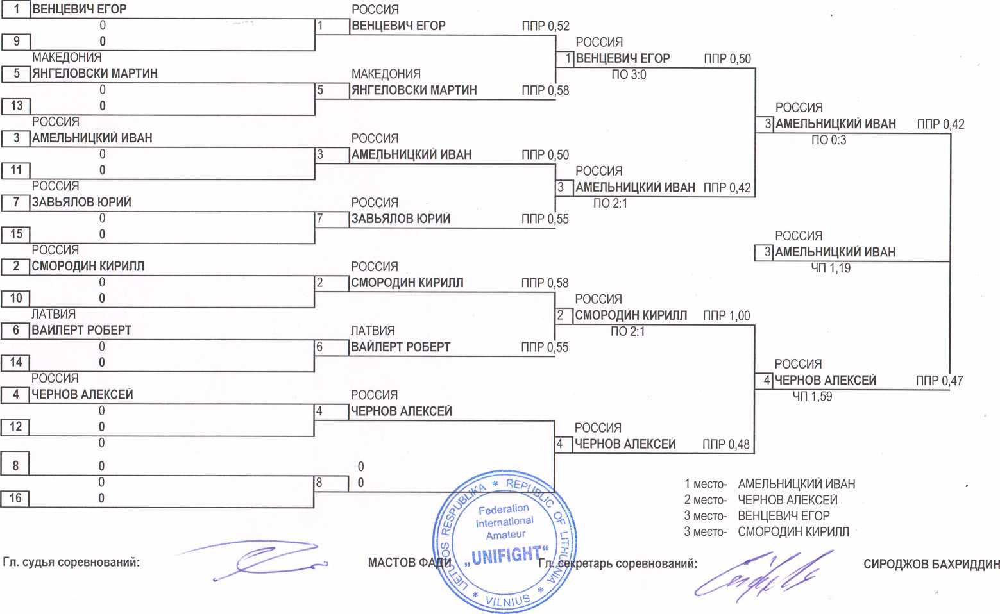 1 ВЕНЦЕВИЧ ЕГОР
0
9 0
МАКЕДОНИЯ
5 ЯНГЕЛОВСКИ МАРТИН
0
13 0
РОССИЯ
3 АМЕЛЬНИЦКИЙ ИВАН
0
11 0
РОССИЯ
7 ЗАВЬЯЛОВ ЮРИЙ
0
15 0
РОССИЯ
2 СМОРОДИН КИРИЛЛ
0
10 0
ЛАТВИЯ
6 ВАЙЛЕРТ РОБЕРТ
0
14 0
РОССИЯ
4 ЧЕРНОВ АЛЕКСЕЙ
0
12 0
0
8 0
0
16 0
РОССИЯ
1 ВЕНЦЕВИЧ ЕГОР ППР 0,52
МАКЕДОНИЯ
5 ЯНГЕЛОВСКИ МАРТИН ППР 0,58
РОССИЯ
3 АМЕЛЬНИЦКИЙ ИВАН ППР 0,50
РОССИЯ
7 ЗАВЬЯЛОВ ЮРИЙ ППР 0,55
РОССИЯ
2 СМОРОДИН КИРИЛЛ ППР 0,58
ЛАТВИЯ
6 ВАЙЛЕРТ РОБЕРТ ППР 0,55
РОССИЯ
4 ЧЕРНОВ АЛЕКСЕЙ
0
8 0
РОССИЯ
1 ВЕНЦЕВИЧ ЕГОР ППР 0,50
ПО 3:0
РОССИЯ
3 АМЕЛЬНИЦКИЙ ИВАН ППР 0,42
ПО 2:1
РОССИЯ
2 СМОРОДИН КИРИЛЛ ППР 1,00
ПО 2:1
РОССИЯ
4 ЧЕРНОВ АЛЕКСЕЙ ППР 0,48
РОССИЯ
3 АМЕЛЬНИЦКИЙ ИВАН ППР 0,42
ПО 0:3
РОССИЯ
3 АМЕЛЬНИЦКИЙ ИВАН
ЧП 1,19
РОССИЯ
4 ЧЕРНОВ АЛЕКСЕЙ ППР 0,47
ЧП 1,59
1 место- АМЕЛЬНИЦКИЙ ИВАН
2 место- ЧЕРНОВ АЛЕКСЕЙ
3 место- ВЕНЦЕВИЧ ЕГОР
3 место- СМОРОДИН КИРИЛЛ
LIETUVOS RESPUBLIKA * REPUBLIC OF LITHUANIA * VILNIUS *
Federation
International
Amateur
„UNIFIGHT“
Гл. судья соревнований: МАСТОВ ФАДИ Гл. секретарь соревнований: СИРОДЖОВ БАХРИДДИН